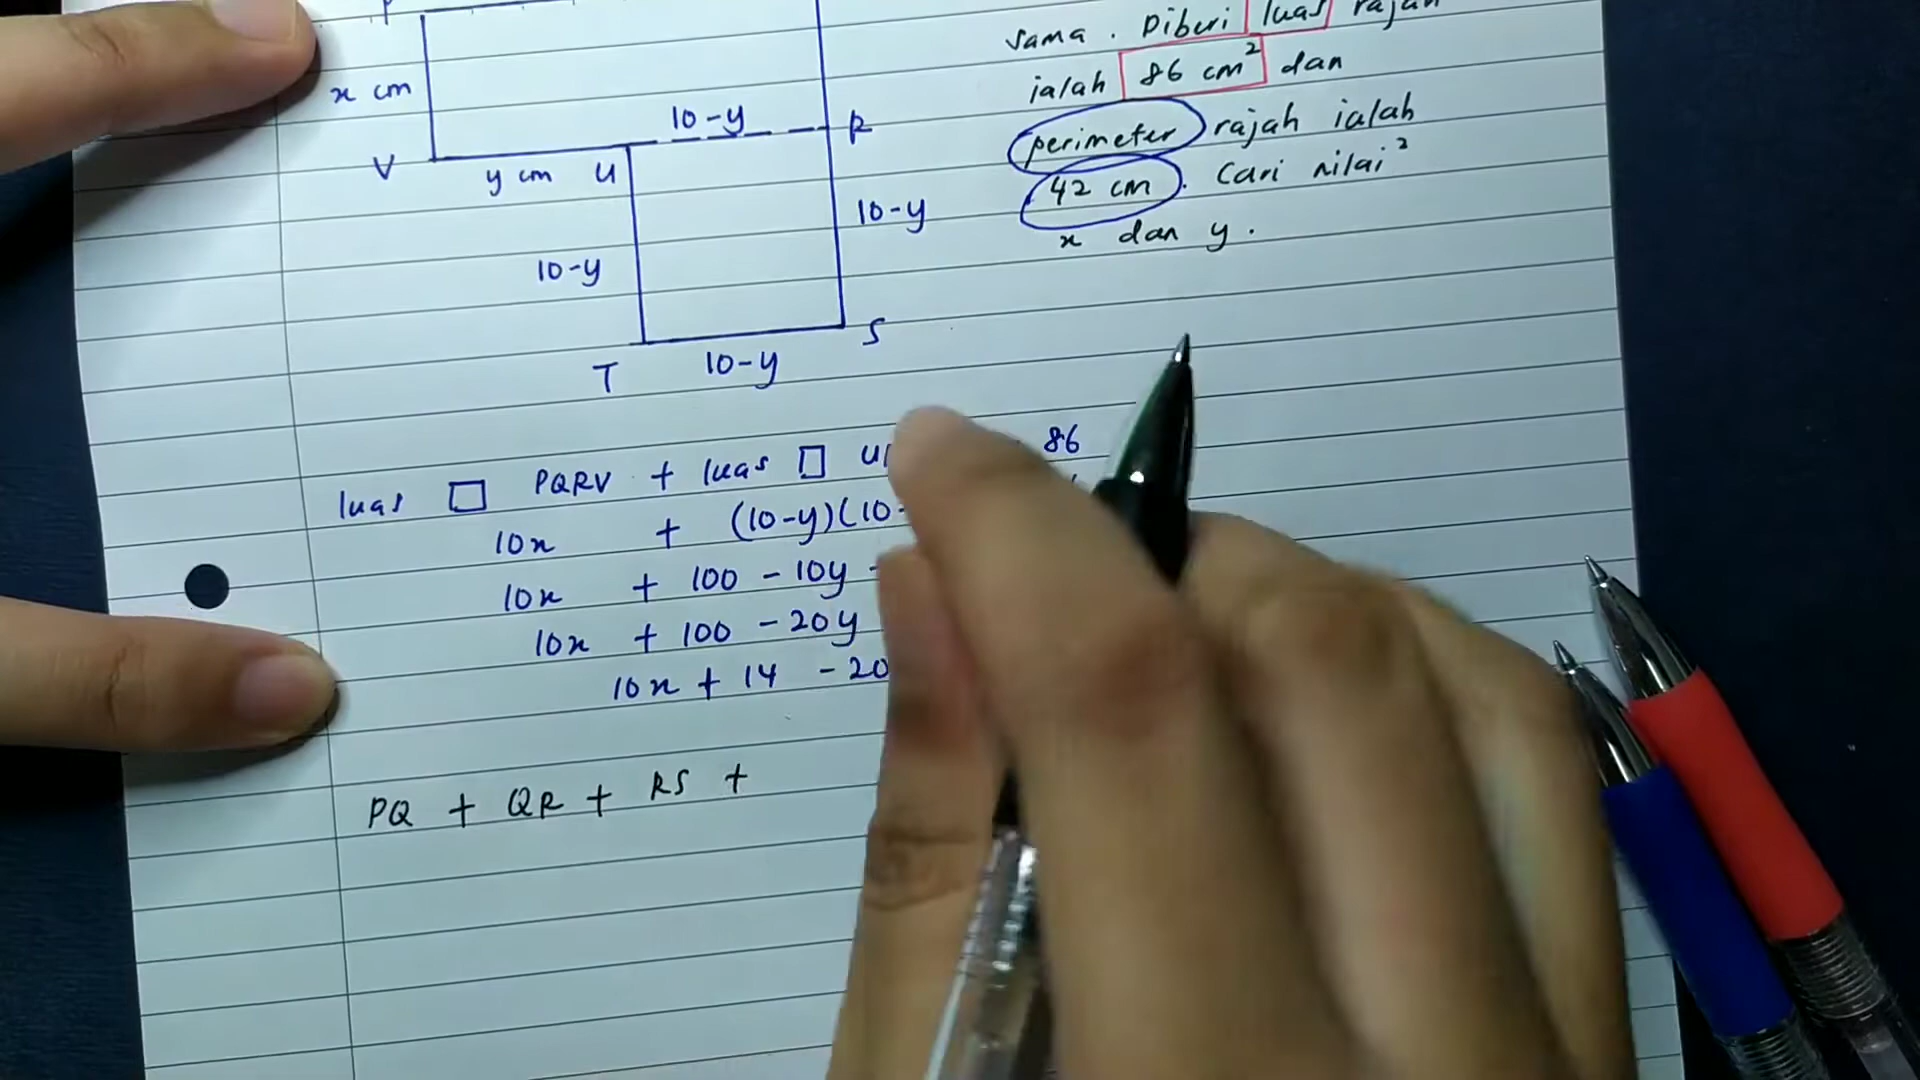 sama. Diberi luas rajah
ialah 86 cm² dan
perimeter rajah ialah
42 cm. Cari nilai²
x dan y.
x cm
10-y
R
V
y cm
U
10-y
10-y
T
10-y
S
luas □ PQRV + luas □ 86
10x + (10-y)(10-
10x + 100 - 10y
10x + 100 - 20y
10x + 14 - 20
PQ + QR + RS +